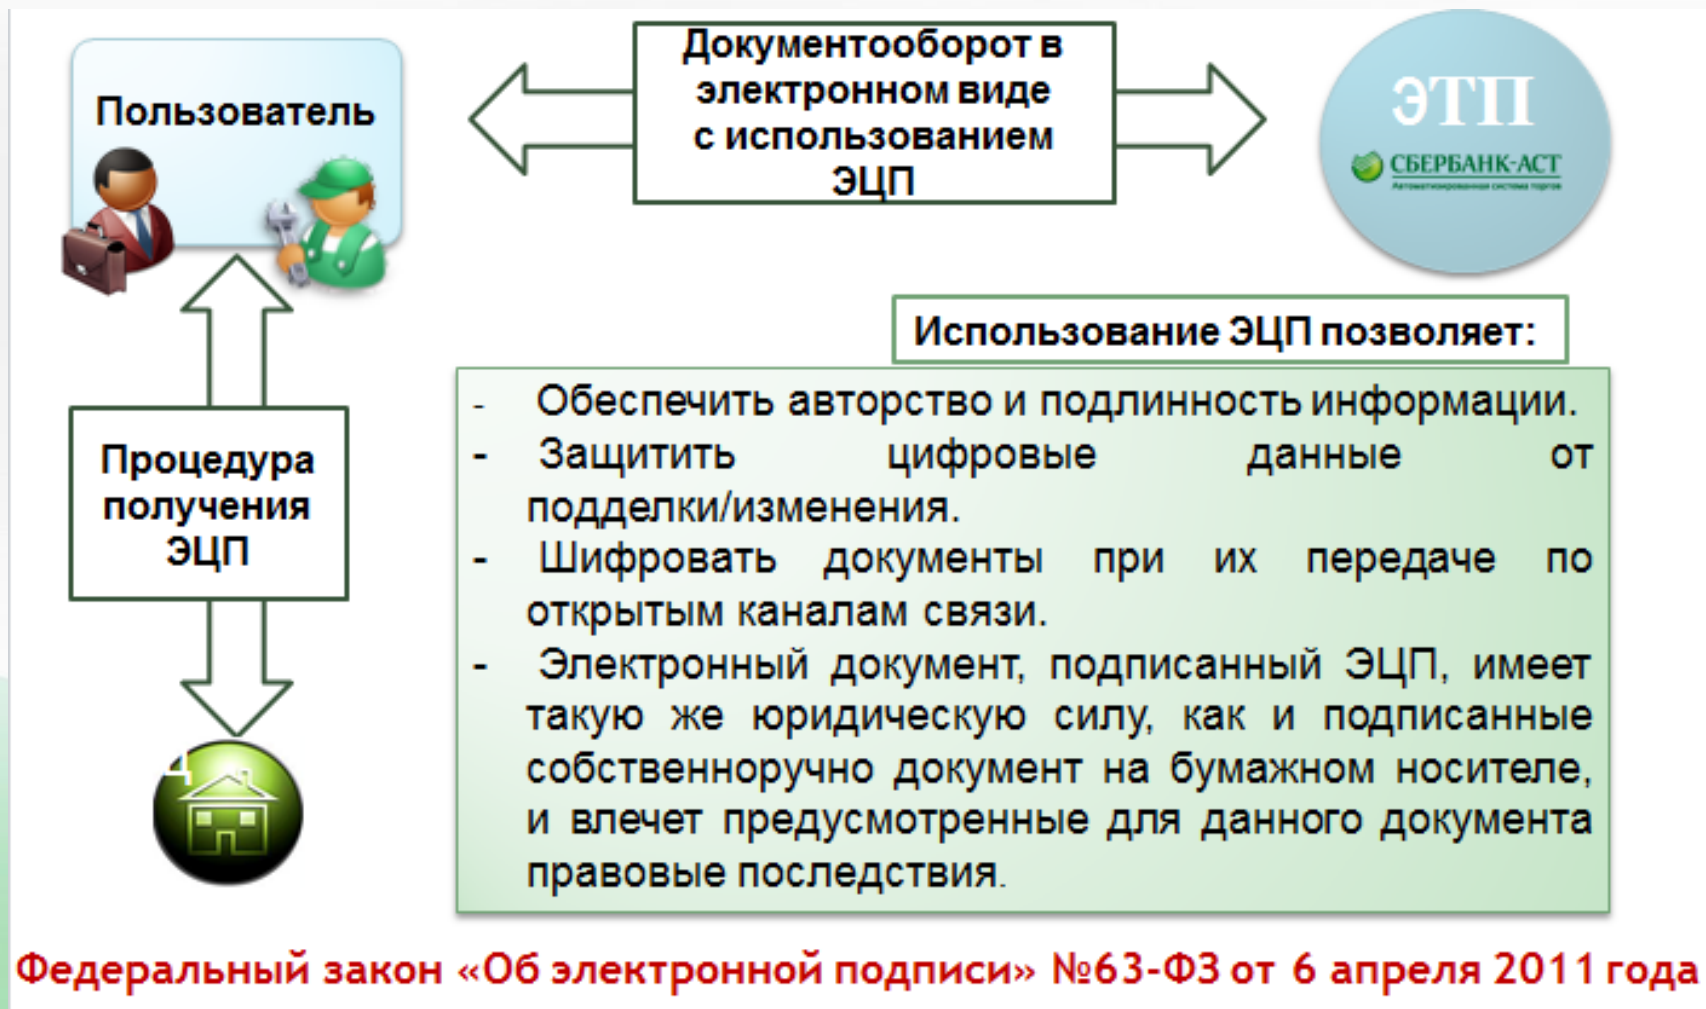 Документооборот в
электронном виде
с использованием
ЭЦП
Пользователь
ЭТП
СБЕРБАНК-АСТ
Автоматизированная система торгов
Использование ЭЦП позволяет:
- Обеспечить авторство и подлинность информации.
- Защитить цифровые данные от
подделки/изменения.
- Шифровать документы при их передаче по
открытым каналам связи.
- Электронный документ, подписанный ЭЦП, имеет
такую же юридическую силу, как и подписанные
собственноручно документ на бумажном носителе,
и влечет предусмотренные для данного документа
правовые последствия.
Процедура
получения
ЭЦП
Федеральный закон «Об электронной подписи» №63-ФЗ от 6 апреля 2011 года